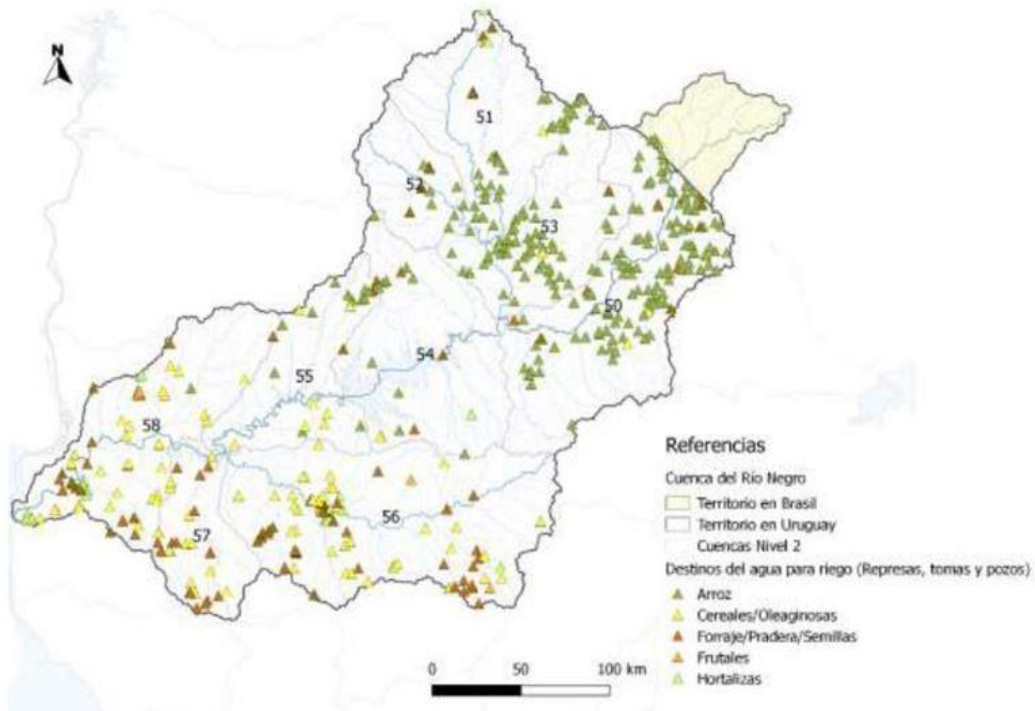 N
51
52
53
50
54
55
58
56
57
Referencias
Cuenca del Río Negro
Territorio en Brasil
Territorio en Uruguay
Cuencas Nivel 2
Destinos del agua para riego (Represas, tomas y pozos)
Arroz
Cereales/Oleaginosas
Forraje/Pradera/Semillas
Frutales
Hortalizas
0 50 100 km